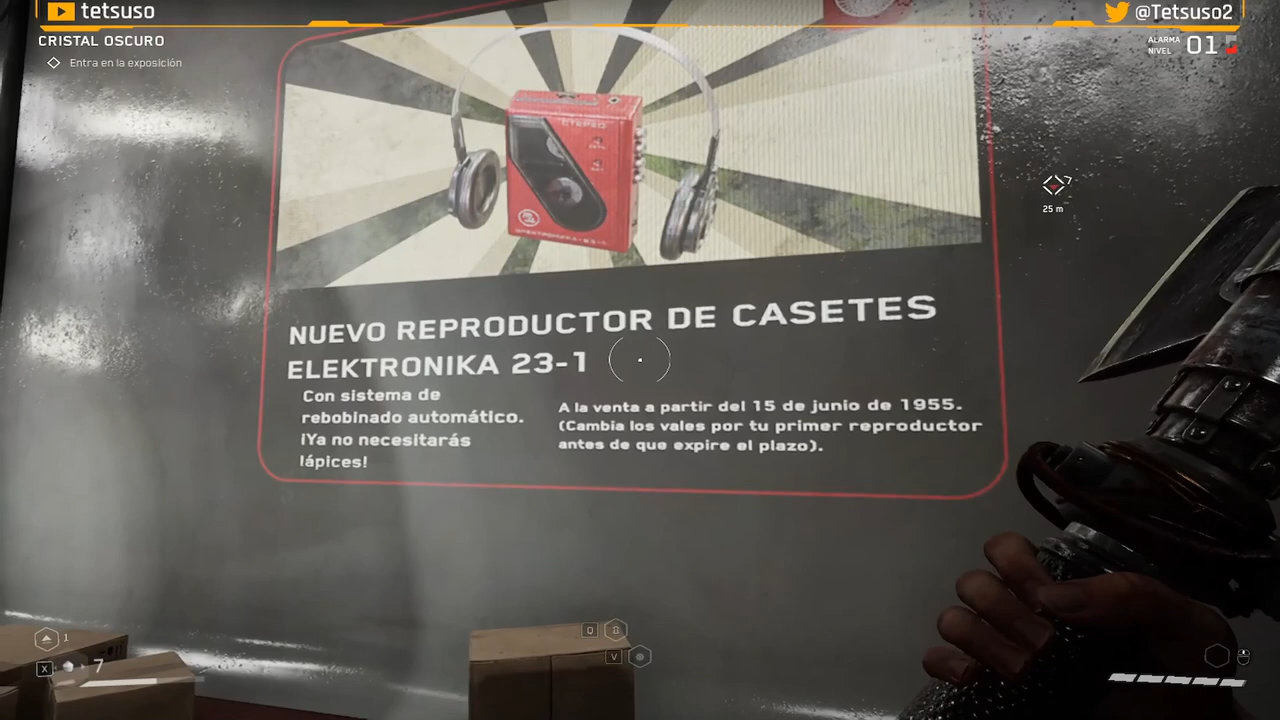 tetsuso
@Tetsuso2
CRISTAL OSCURO
Entra en la exposición
ALARMA
NIVEL
01
25 m
NUEVO REPRODUCTOR DE CASETES
ELEKTRONIKA 23-1
Con sistema de
rebobinado automático.
¡Ya no necesitarás
lápices!
A la venta a partir del 15 de junio de 1955.
(Cambia los vales por tu primer reproductor
antes de que expire el plazo).
1
X
7
Q
V